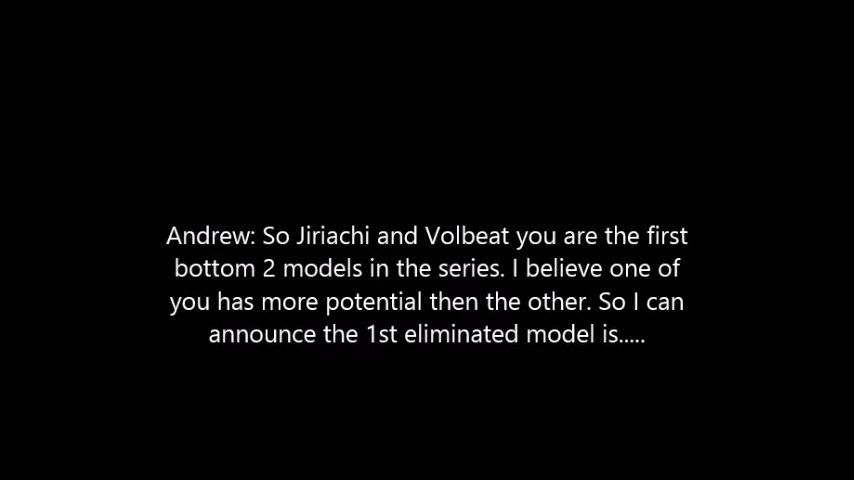 Andrew: So Jiriachi and Volbeat you are the first
bottom 2 models in the series. I believe one of
you has more potential then the other. So I can
announce the 1st eliminated model is.....